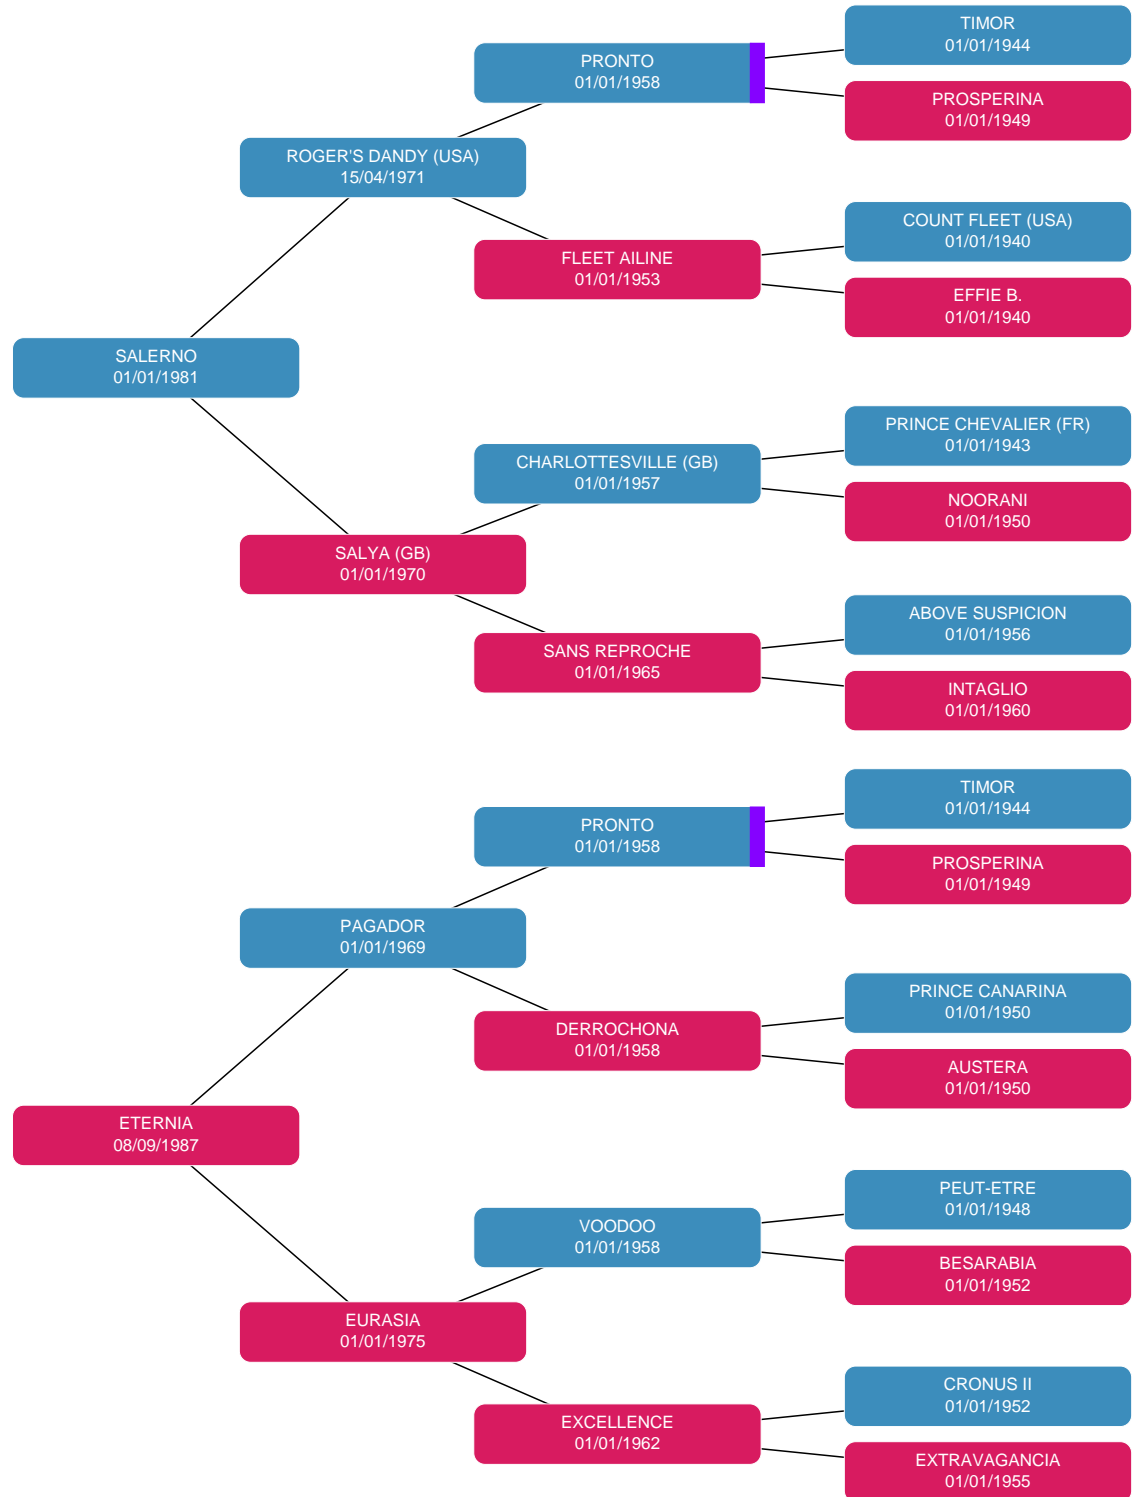 TIMOR
01/01/1944
PRONTO
01/01/1958
PROSPERINA
01/01/1949
ROGER'S DANDY (USA)
15/04/1971
COUNT FLEET (USA)
01/01/1940
FLEET AILINE
01/01/1953
EFFIE B.
01/01/1940
SALERNO
01/01/1981
PRINCE CHEVALIER (FR)
01/01/1943
CHARLOTTESVILLE (GB)
01/01/1957
NOORANI
01/01/1950
SALYA (GB)
01/01/1970
ABOVE SUSPICION
01/01/1956
SANS REPROCHE
01/01/1965
INTAGLIO
01/01/1960
TIMOR
01/01/1944
PRONTO
01/01/1958
PROSPERINA
01/01/1949
PAGADOR
01/01/1969
PRINCE CANARINA
01/01/1950
DERROCHONA
01/01/1958
AUSTERA
01/01/1950
ETERNIA
08/09/1987
PEUT-ETRE
01/01/1948
VOODOO
01/01/1958
BESARABIA
01/01/1952
EURASIA
01/01/1975
CRONUS II
01/01/1952
EXCELLENCE
01/01/1962
EXTRAVAGANCIA
01/01/1955